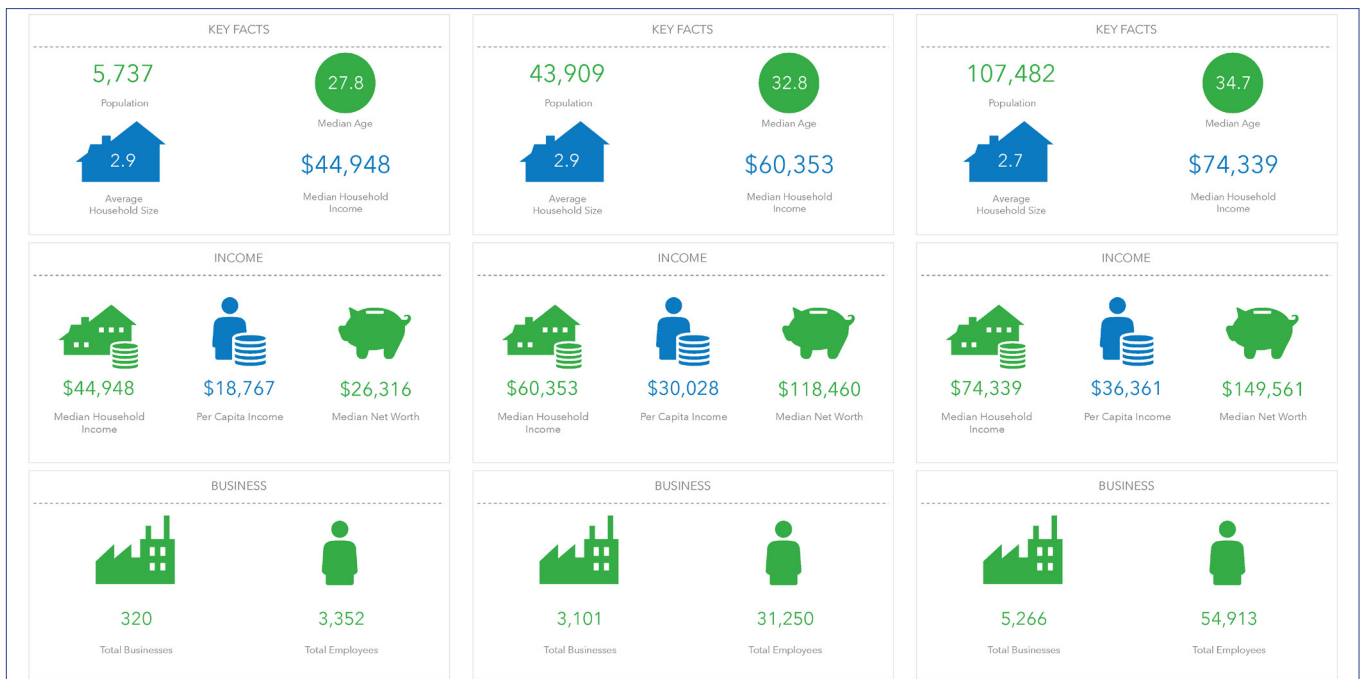 KEY FACTS
5,737
Population
27.8
Median Age
2.9
Average
Household Size
$44,948
Median Household
Income
KEY FACTS
43,909
Population
32.8
Median Age
2.9
Average
Household Size
$60,353
Median Household
Income
KEY FACTS
107,482
Population
34.7
Median Age
2.7
Average
Household Size
$74,339
Median Household
Income
INCOME
$44,948
Median Household
Income
$18,767
Per Capita Income
$26,316
Median Net Worth
INCOME
$60,353
Median Household
Income
$30,028
Per Capita Income
$118,460
Median Net Worth
INCOME
$74,339
Median Household
Income
$36,361
Per Capita Income
$149,561
Median Net Worth
BUSINESS
320
Total Businesses
3,352
Total Employees
BUSINESS
3,101
Total Businesses
31,250
Total Employees
BUSINESS
5,266
Total Businesses
54,913
Total Employees